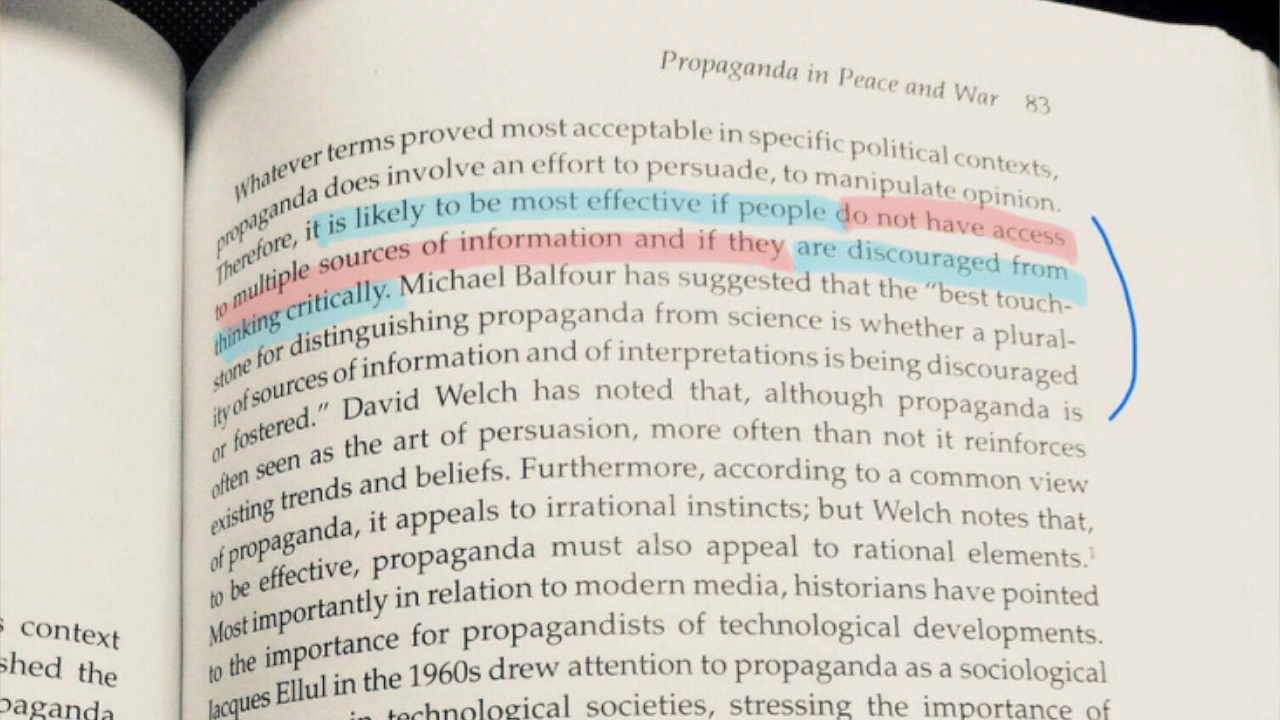 Propaganda in Peace and War 83
Whatever terms proved most acceptable in specific political contexts,
propaganda does involve an effort to persuade, to manipulate opinion.
Therefore, it is likely to be most effective if people do not have access
to multiple sources of information and if they are discouraged from
thinking critically. Michael Balfour has suggested that the “best touch-
stone for distinguishing propaganda from science is whether a plural-
ity of sources of information and of interpretations is being discouraged
or fostered.” David Welch has noted that, although propaganda is
often seen as the art of persuasion, more often than not it reinforces
existing trends and beliefs. Furthermore, according to a common view
of propaganda, it appeals to irrational instincts; but Welch notes that,
to be effective, propaganda must also appeal to rational elements.1
Most importantly in relation to modern media, historians have pointed
to the importance for propagandists of technological developments.
Jacques Ellul in the 1960s drew attention to propaganda as a sociological
in technological societies, stressing the importance of
context
shed the
paganda